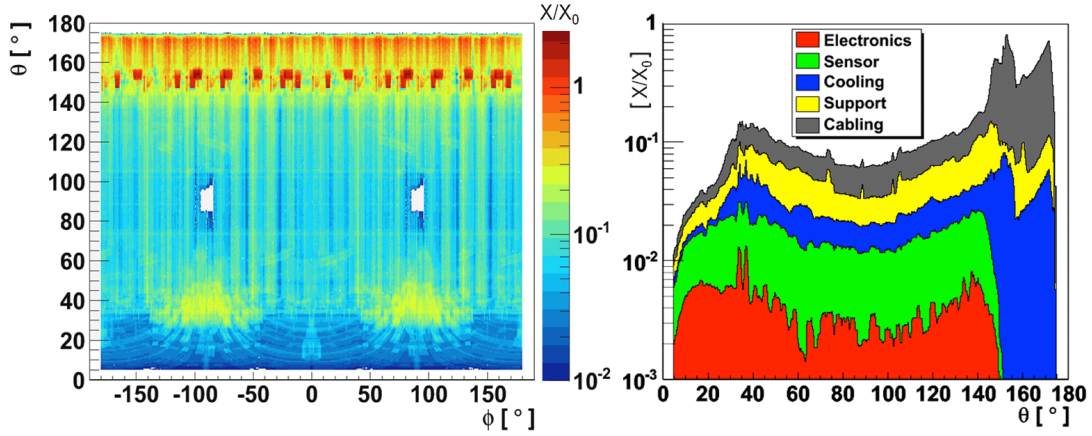 X/X₀
θ [ ° ]
180
160
140
120
100
80
60
40
20
0
-150 -100 -50 0 50 100 150
ϕ [ ° ]
1
10⁻¹
10⁻²
[X/X₀]
1
10⁻¹
10⁻²
10⁻³
Electronics
Sensor
Cooling
Support
Cabling
0 20 40 60 80 100 120 140 160 180
θ [ ° ]